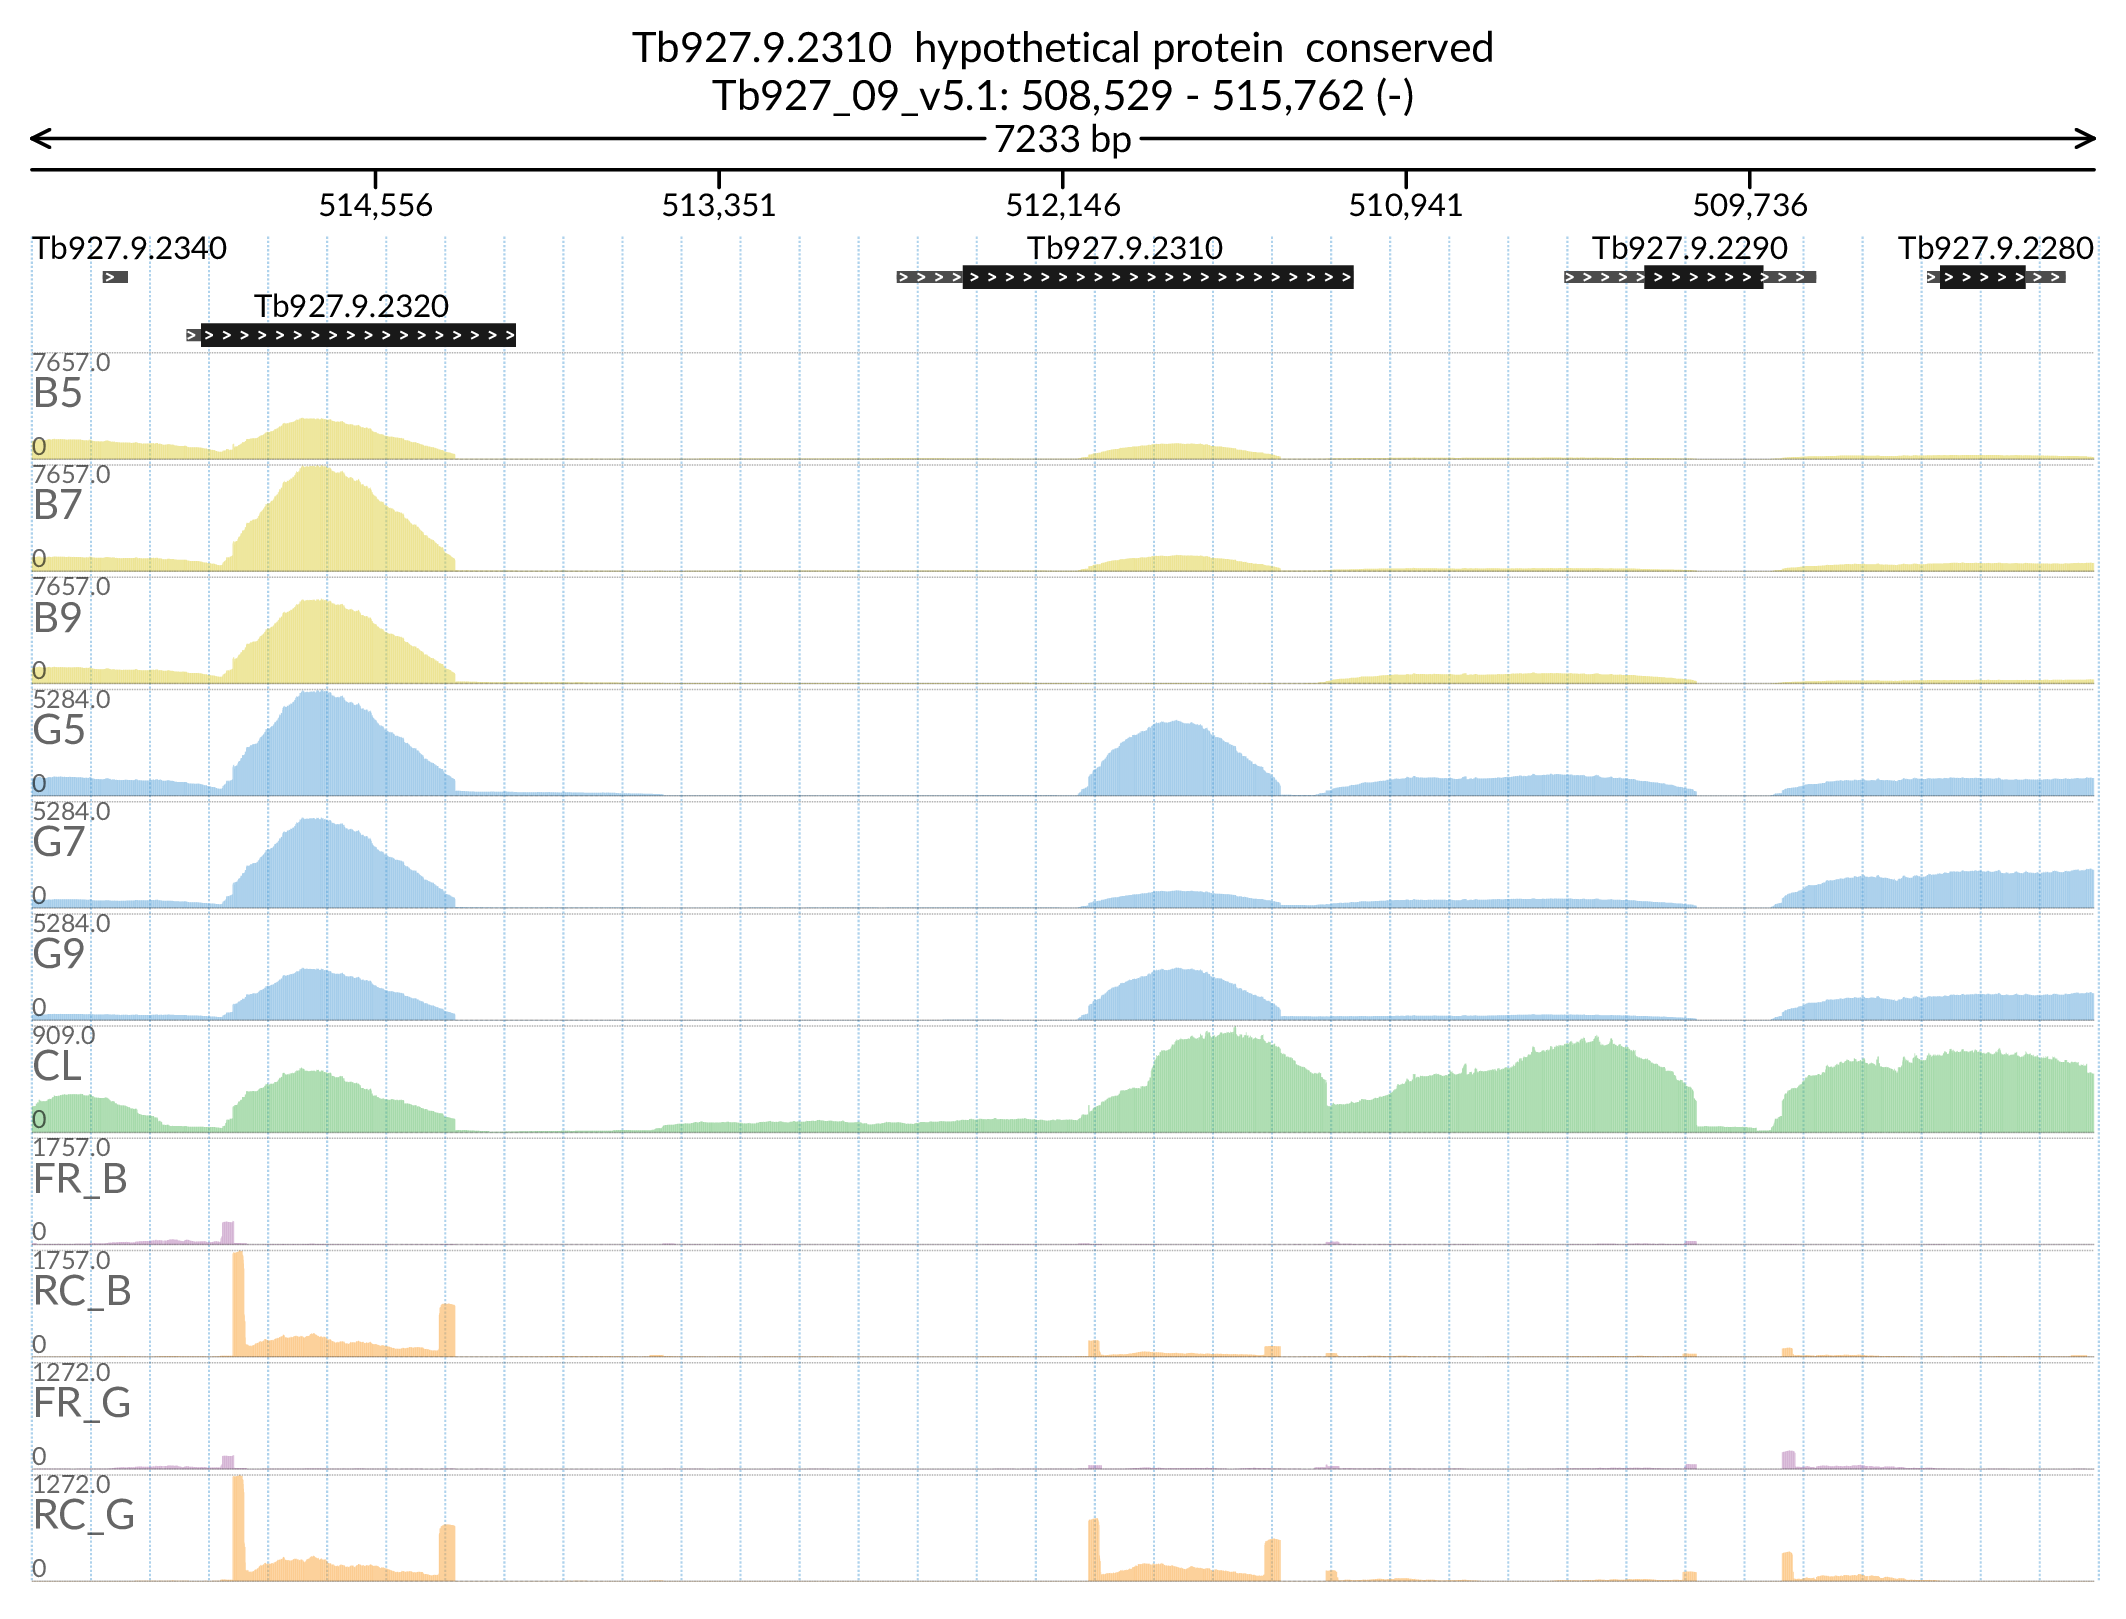 Tb927.9.2310  hypothetical protein  conserved
Tb927_09_v5.1: 508,529 - 515,762 (-)
7233 bp
514,556 513,351 512,146 510,941 509,736
Tb927.9.2340 Tb927.9.2310 Tb927.9.2290 Tb927.9.2280
Tb927.9.2320
7657.0
B5
0
7657.0
B7
0
7657.0
B9
0
5284.0
G5
0
5284.0
G7
0
5284.0
G9
0
909.0
CL
0
1757.0
FR_B
0
1757.0
RC_B
0
1272.0
FR_G
0
1272.0
RC_G
0